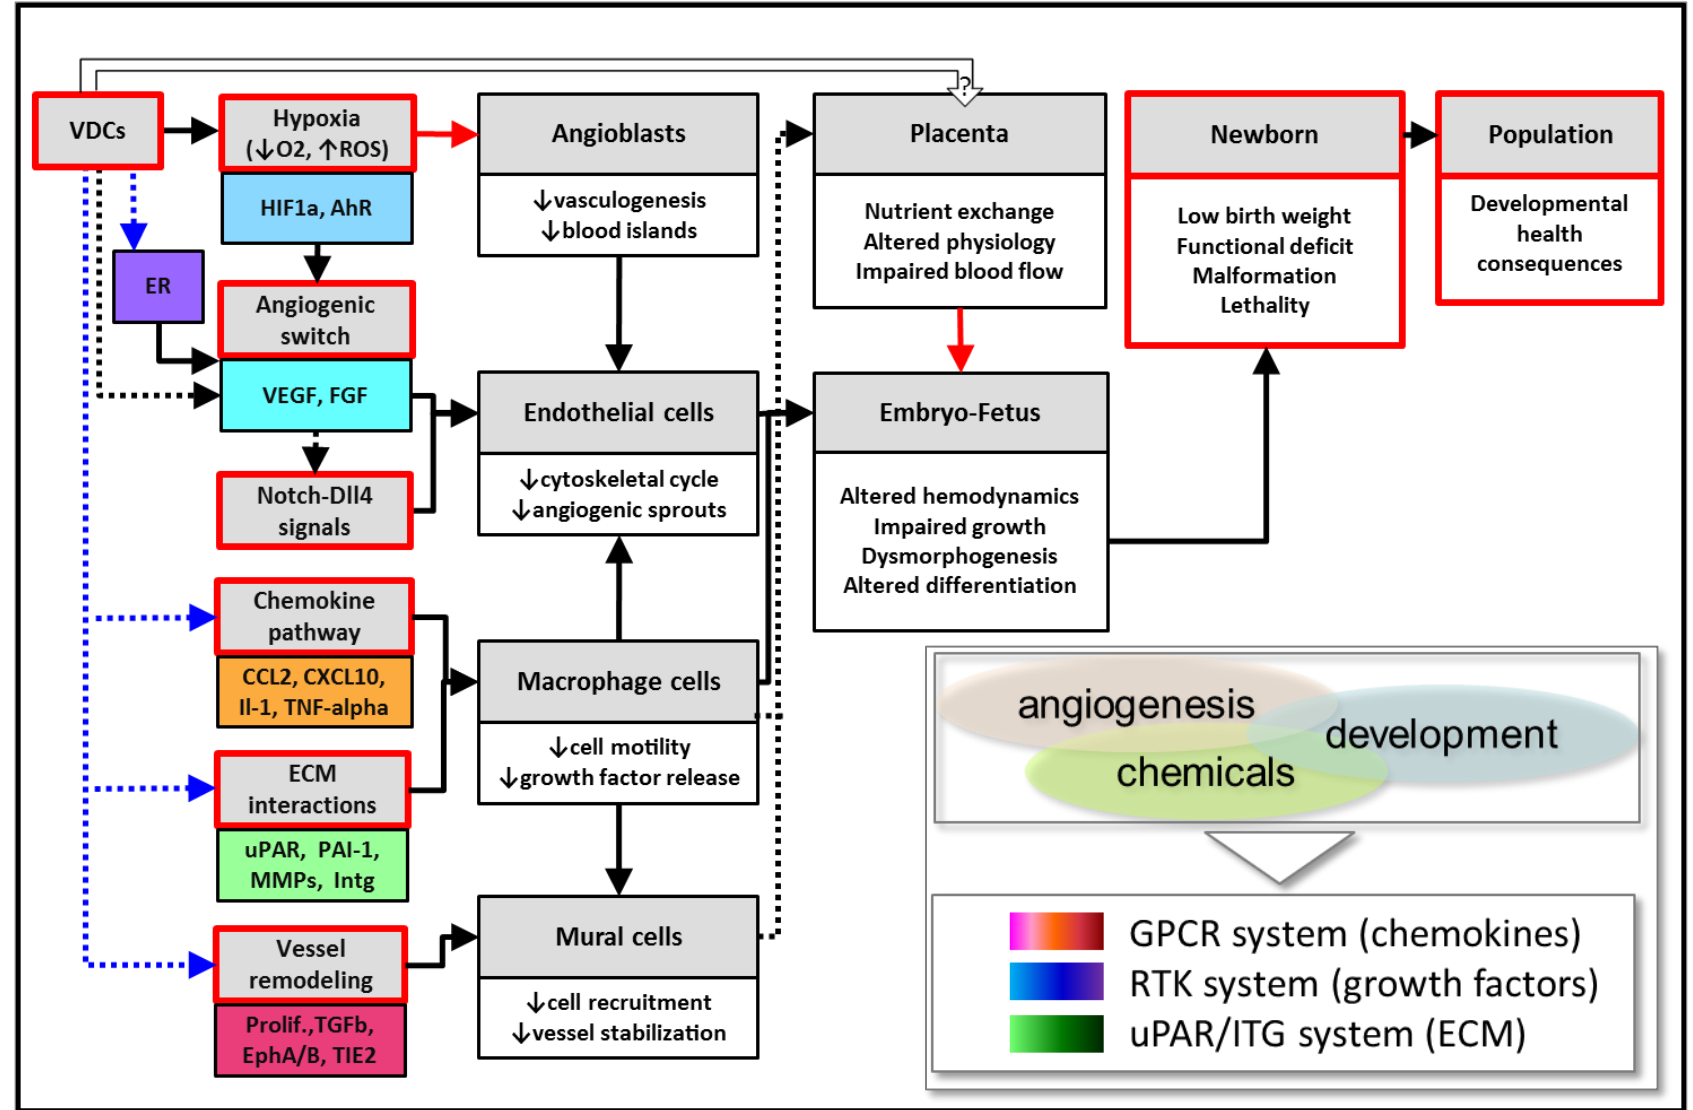 ?
VDCs
Hypoxia
(↓O2, ↑ROS)
HIF1a, AhR
ER
Angiogenic
switch
VEGF, FGF
Notch-Dll4
signals
Chemokine
pathway
CCL2, CXCL10,
Il-1, TNF-alpha
ECM
interactions
uPAR, PAI-1,
MMPs, Intg
Vessel
remodeling
Prolif.,TGFb,
EphA/B, TIE2
Angioblasts
↓vasculogenesis
↓blood islands
Endothelial cells
↓cytoskeletal cycle
↓angiogenic sprouts
Macrophage cells
↓cell motility
↓growth factor release
Mural cells
↓cell recruitment
↓vessel stabilization
Placenta
Nutrient exchange
Altered physiology
Impaired blood flow
Embryo-Fetus
Altered hemodynamics
Impaired growth
Dysmorphogenesis
Altered differentiation
Newborn
Low birth weight
Functional deficit
Malformation
Lethality
Population
Developmental
health
consequences
angiogenesis
development
chemicals
GPCR system (chemokines)
RTK system (growth factors)
uPAR/ITG system (ECM)